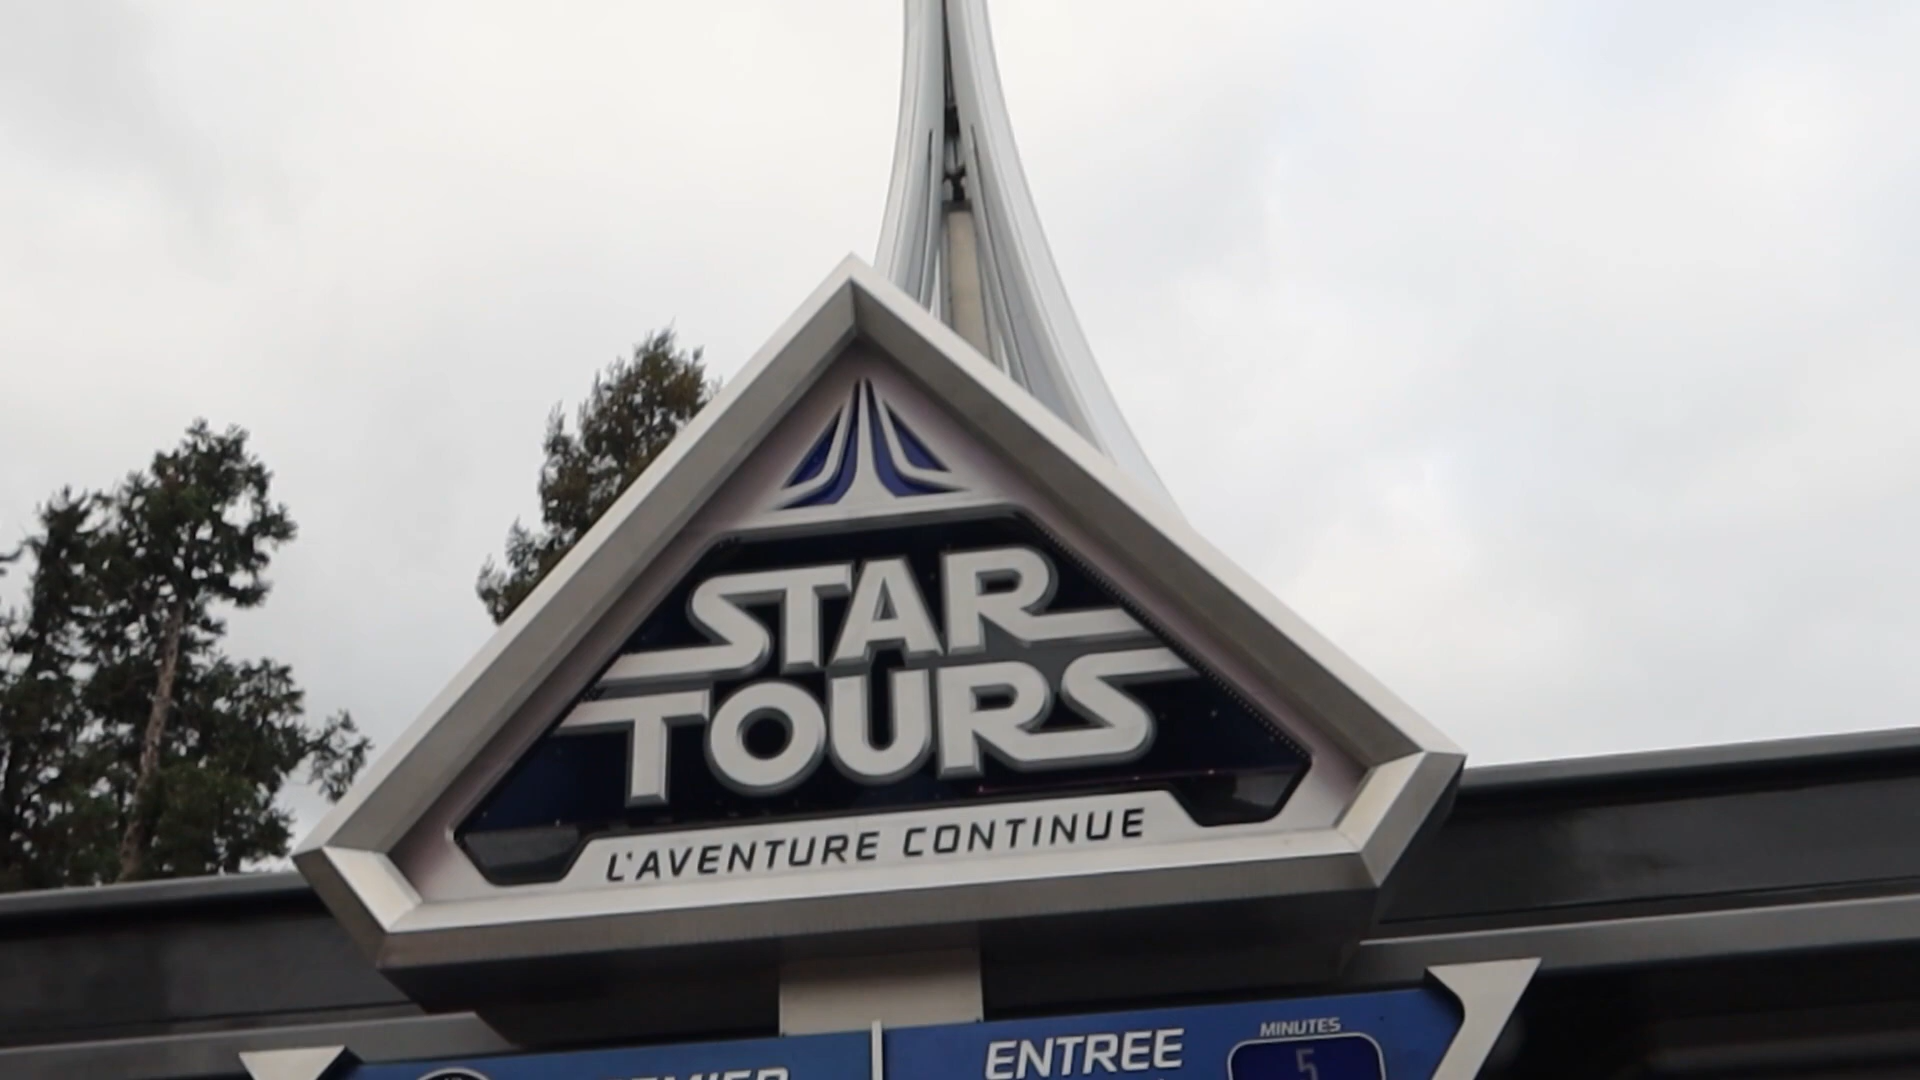 STAR
TOURS
L'AVENTURE CONTINUE
MINUTES
ENTREE
5